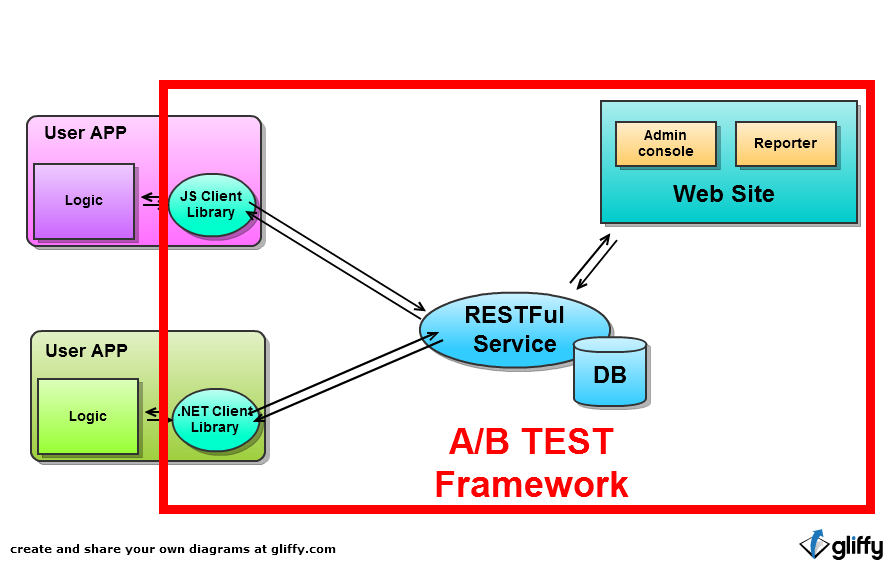 User APP
Logic
JS Client
Library
Admin
console
Reporter
Web Site
RESTFul
Service
DB
User APP
Logic
.NET Client
Library
A/B TEST
Framework
create and share your own diagrams at gliffy.com
gliffy